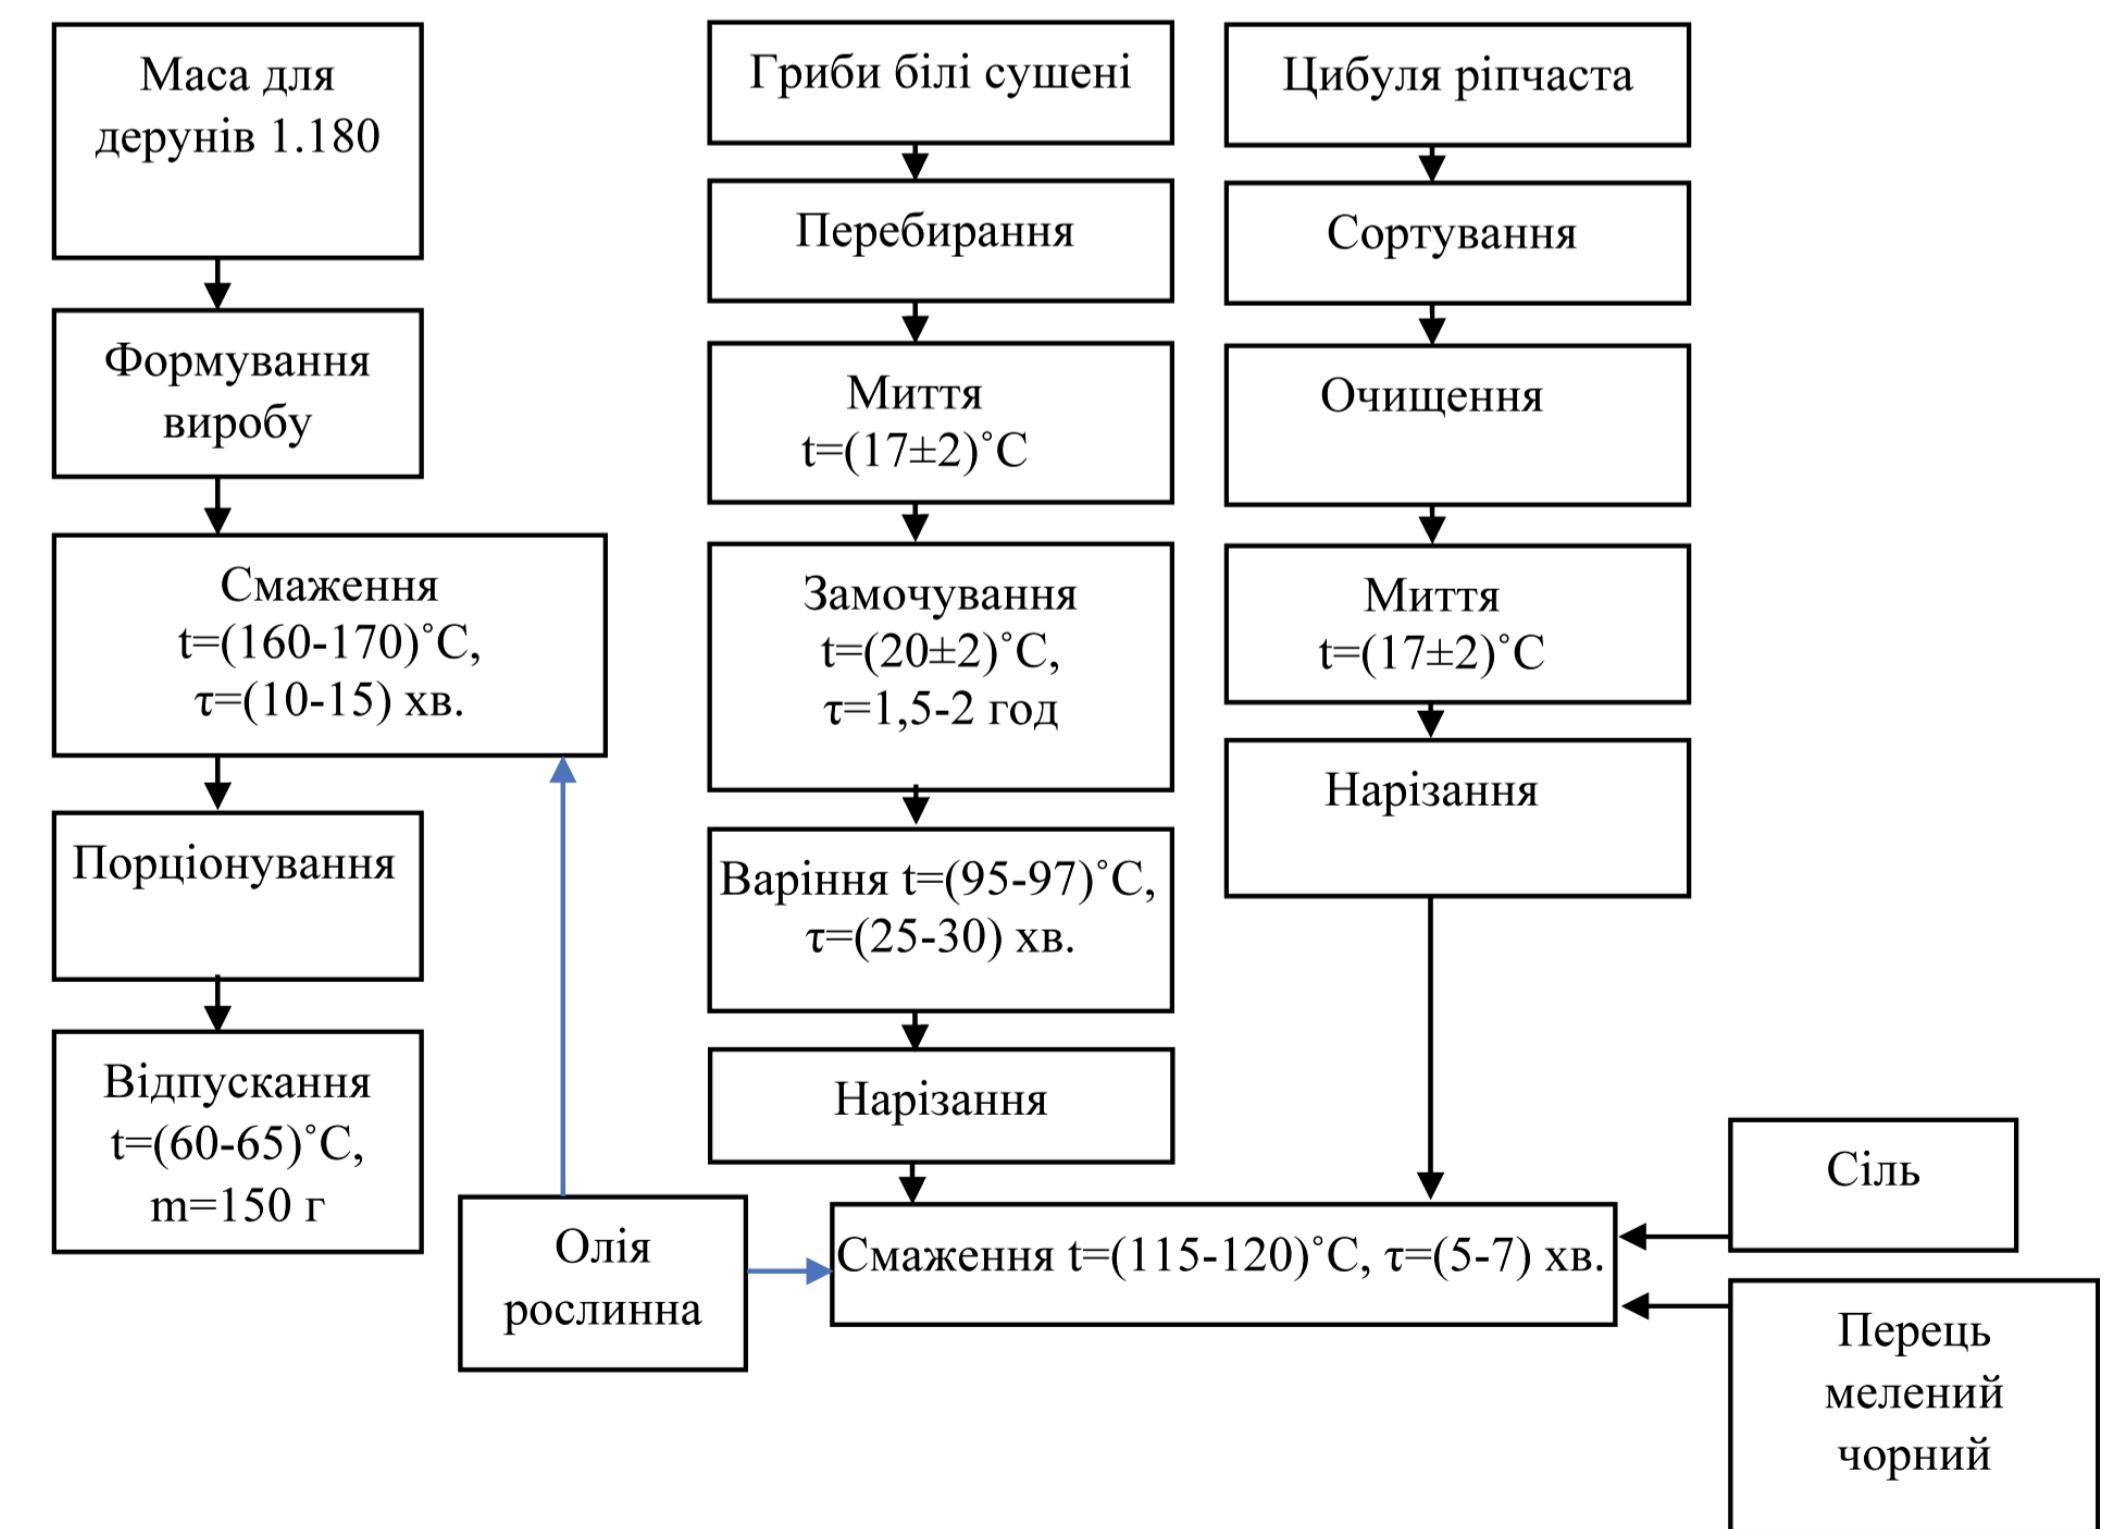 Маса для
дерунів 1.180
Формування
виробу
Смаження
t=(160-170)˚С,
τ=(10-15) хв.
Порціонування
Відпускання
t=(60-65)˚С,
m=150 г
Олія
рослинна
Гриби білі сушені
Перебирання
Миття
t=(17±2)˚С
Замочування
t=(20±2)˚С,
τ=1,5-2 год
Варіння t=(95-97)˚С,
τ=(25-30) хв.
Нарізання
Цибуля ріпчаста
Сортування
Очищення
Миття
t=(17±2)˚С
Нарізання
Смаження t=(115-120)˚С, τ=(5-7) хв.
Сіль
Перець
мелений
чорний